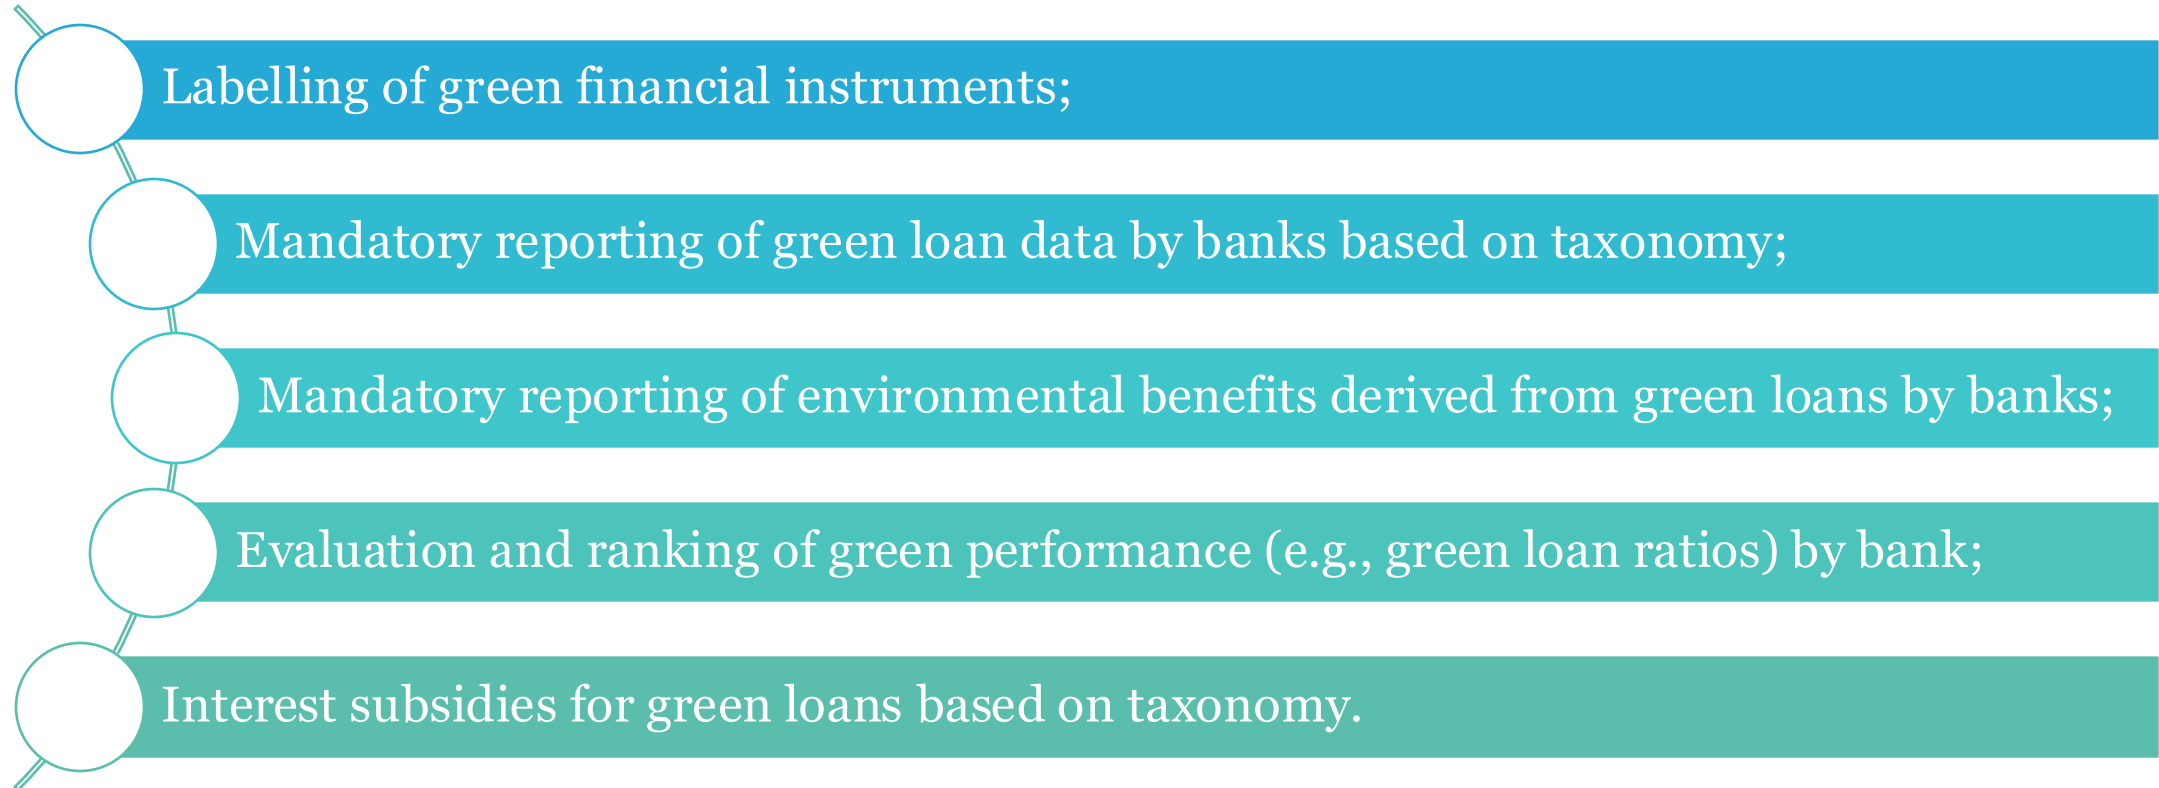 Labelling of green financial instruments;
Mandatory reporting of green loan data by banks based on taxonomy;
Mandatory reporting of environmental benefits derived from green loans by banks;
Evaluation and ranking of green performance (e.g., green loan ratios) by bank;
Interest subsidies for green loans based on taxonomy.